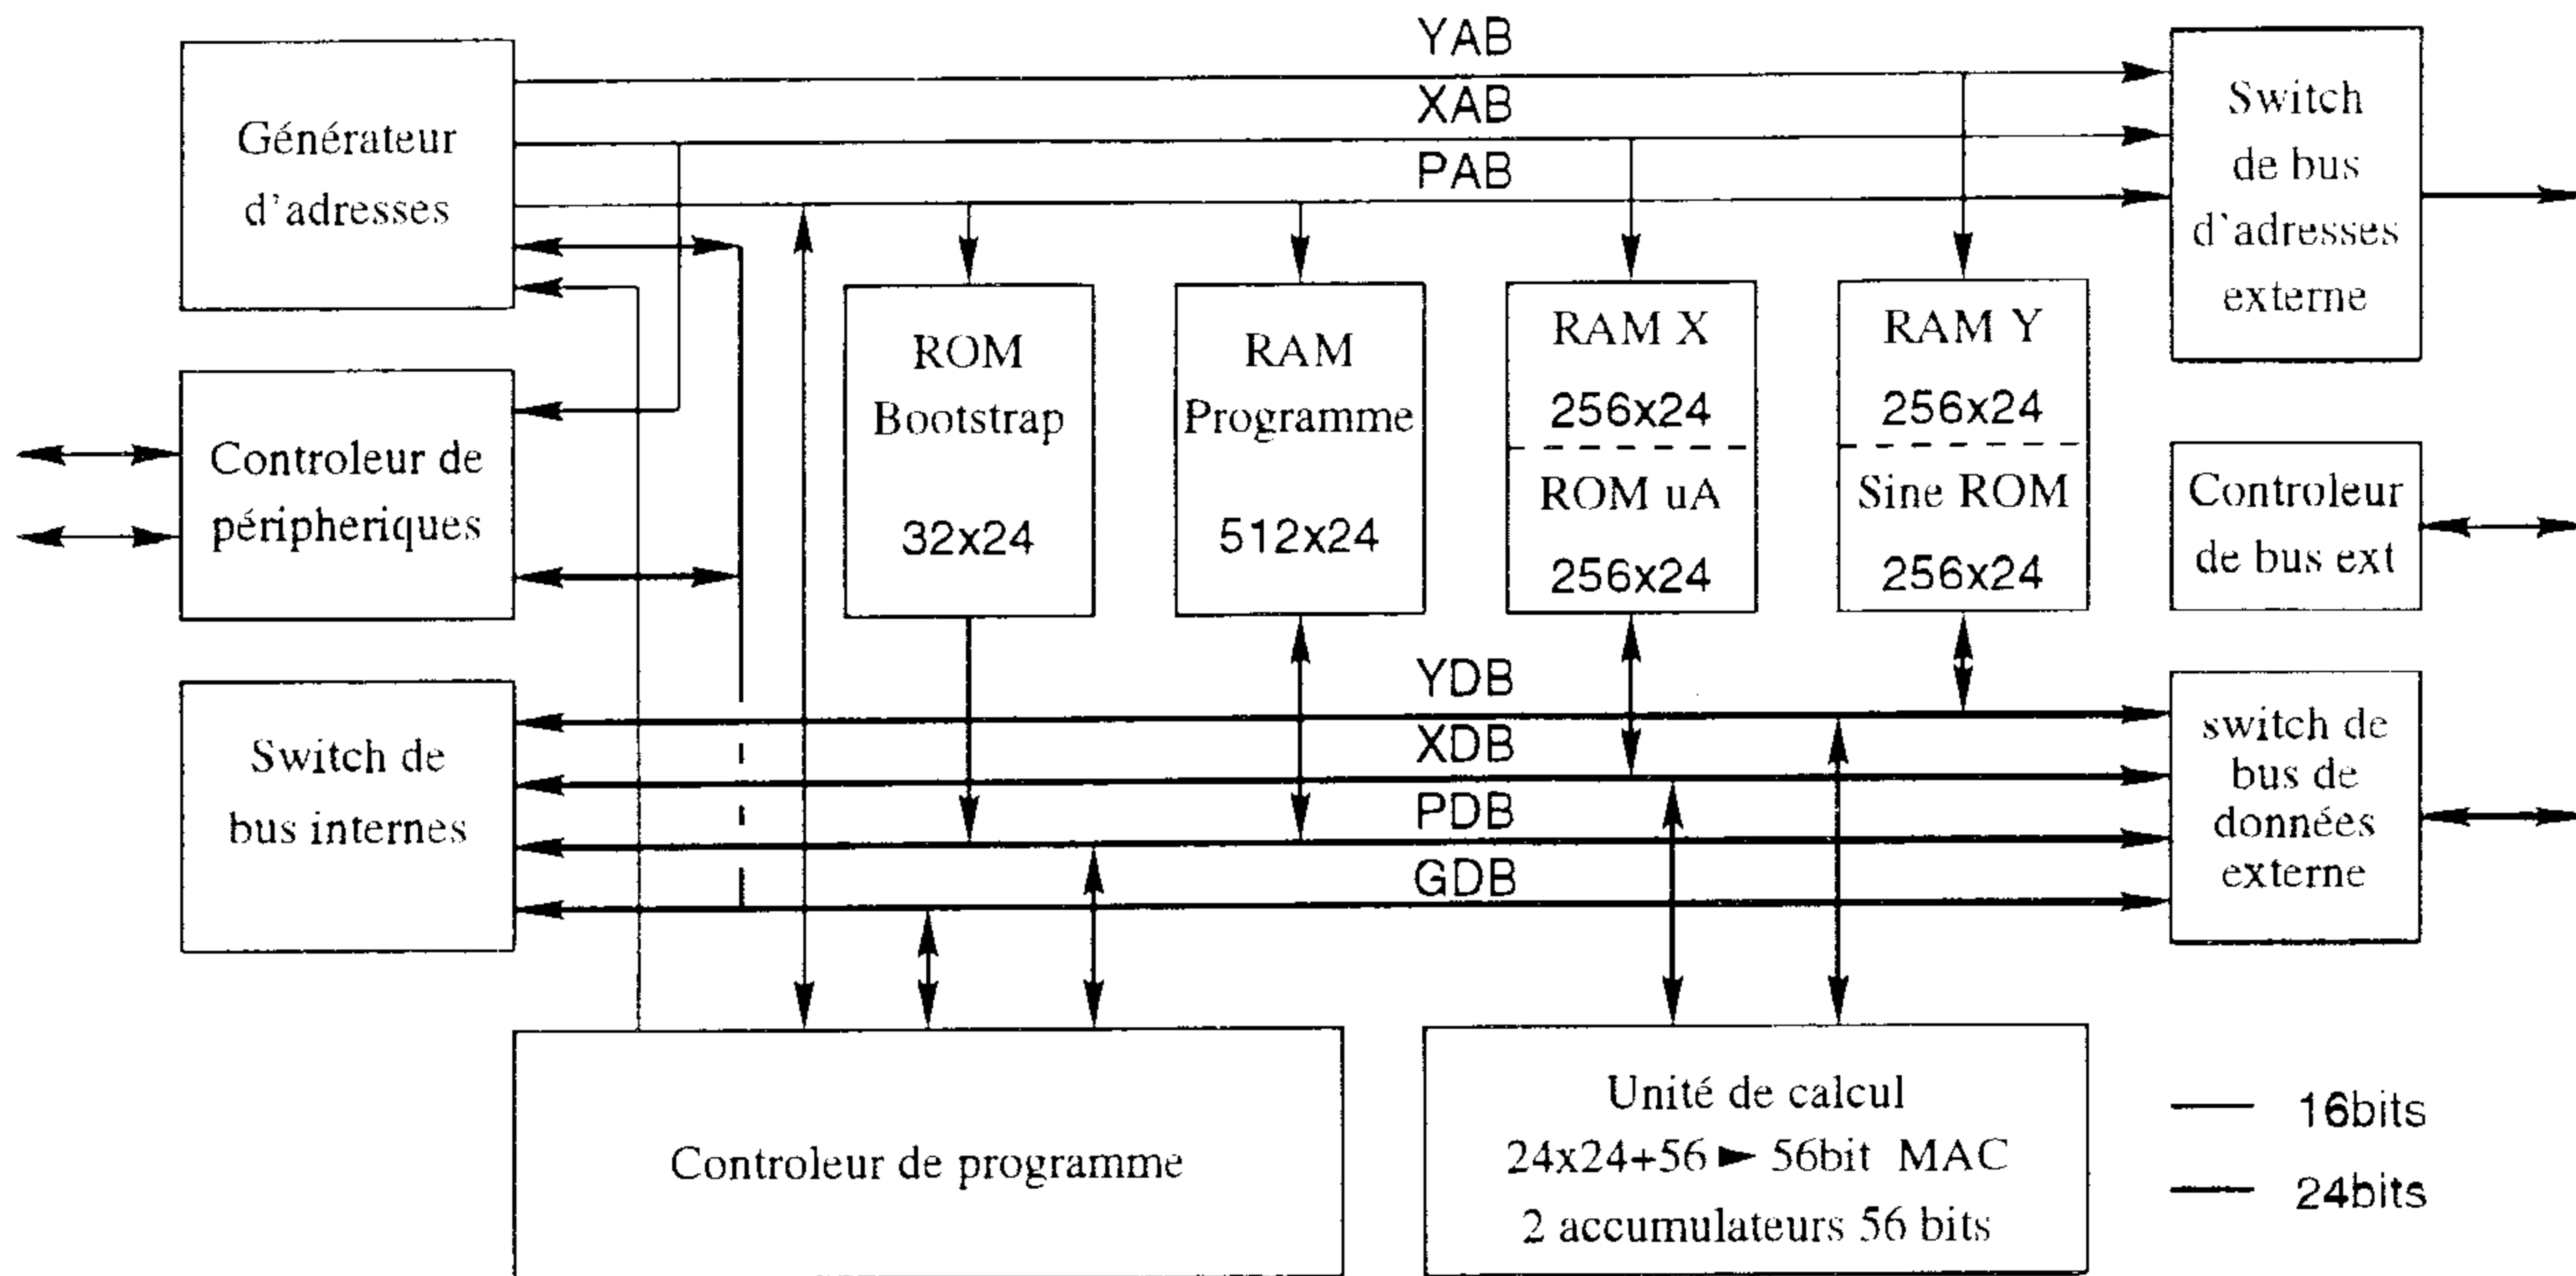 YAB
XAB
PAB
Générateur
d'adresses
Switch
de bus
d'adresses
externe
Controleur de
péripheriques
ROM
Bootstrap
32x24
RAM
Programme
512x24
RAM X
256x24
ROM uA
256x24
RAM Y
256x24
Sine ROM
256x24
Controleur
de bus ext
Switch de
bus internes
YDB
XDB
PDB
GDB
switch de
bus de
données
externe
Controleur de programme
Unité de calcul
24x24+56 ► 56bit MAC
2 accumulateurs 56 bits
16bits
24bits